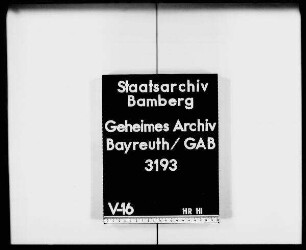 Staatsarchiv
Bamberg
Geheimes Archiv
Bayreuth/ GAB
3193
V-16
HR HI